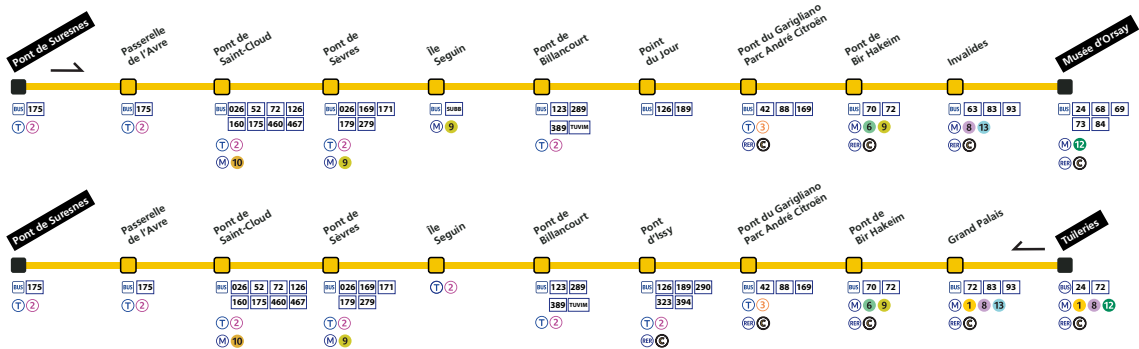 Pont de Suresnes
Passerelle
de l'Avre
Pont de
Saint-Cloud
Pont de
Sèvres
Île
Seguin
Pont de
Billancourt
Point
du Jour
Pont du Garigliano
Parc André Citroën
Pont de
Bir Hakeim
Invalides
Musée d'Orsay
BUS 175
T 2
BUS 175
T 2
BUS 026 52 72 126
160 175 460 467
T 2
M 10
BUS 026 169 171
179 279
T 2
M 9
BUS SUBB
M 9
BUS 123 289
389 TUVIM
T 2
BUS 126 189
BUS 42 88 169
T 3
RER C
BUS 70 72
M 6 9
RER C
BUS 63 83 93
M 8 13
RER C
BUS 24 68 69
73 84
M 12
RER C
Pont de Suresnes
Passerelle
de l'Avre
Pont de
Saint-Cloud
Pont de
Sèvres
Île
Seguin
Pont de
Billancourt
Pont
d'Issy
Pont du Garigliano
Parc André Citroën
Pont de
Bir Hakeim
Grand Palais
Tuileries
BUS 175
T 2
BUS 175
T 2
BUS 026 52 72 126
160 175 460 467
T 2
M 10
BUS 026 169 171
179 279
T 2
M 9
T 2
BUS 123 289
389 TUVIM
T 2
BUS 126 189 290
323 394
T 2
RER C
BUS 42 88 169
T 3
RER C
BUS 70 72
M 6 9
RER C
BUS 72 83 93
M 1 8 13
RER C
BUS 24 72
M 1 8 12
RER C